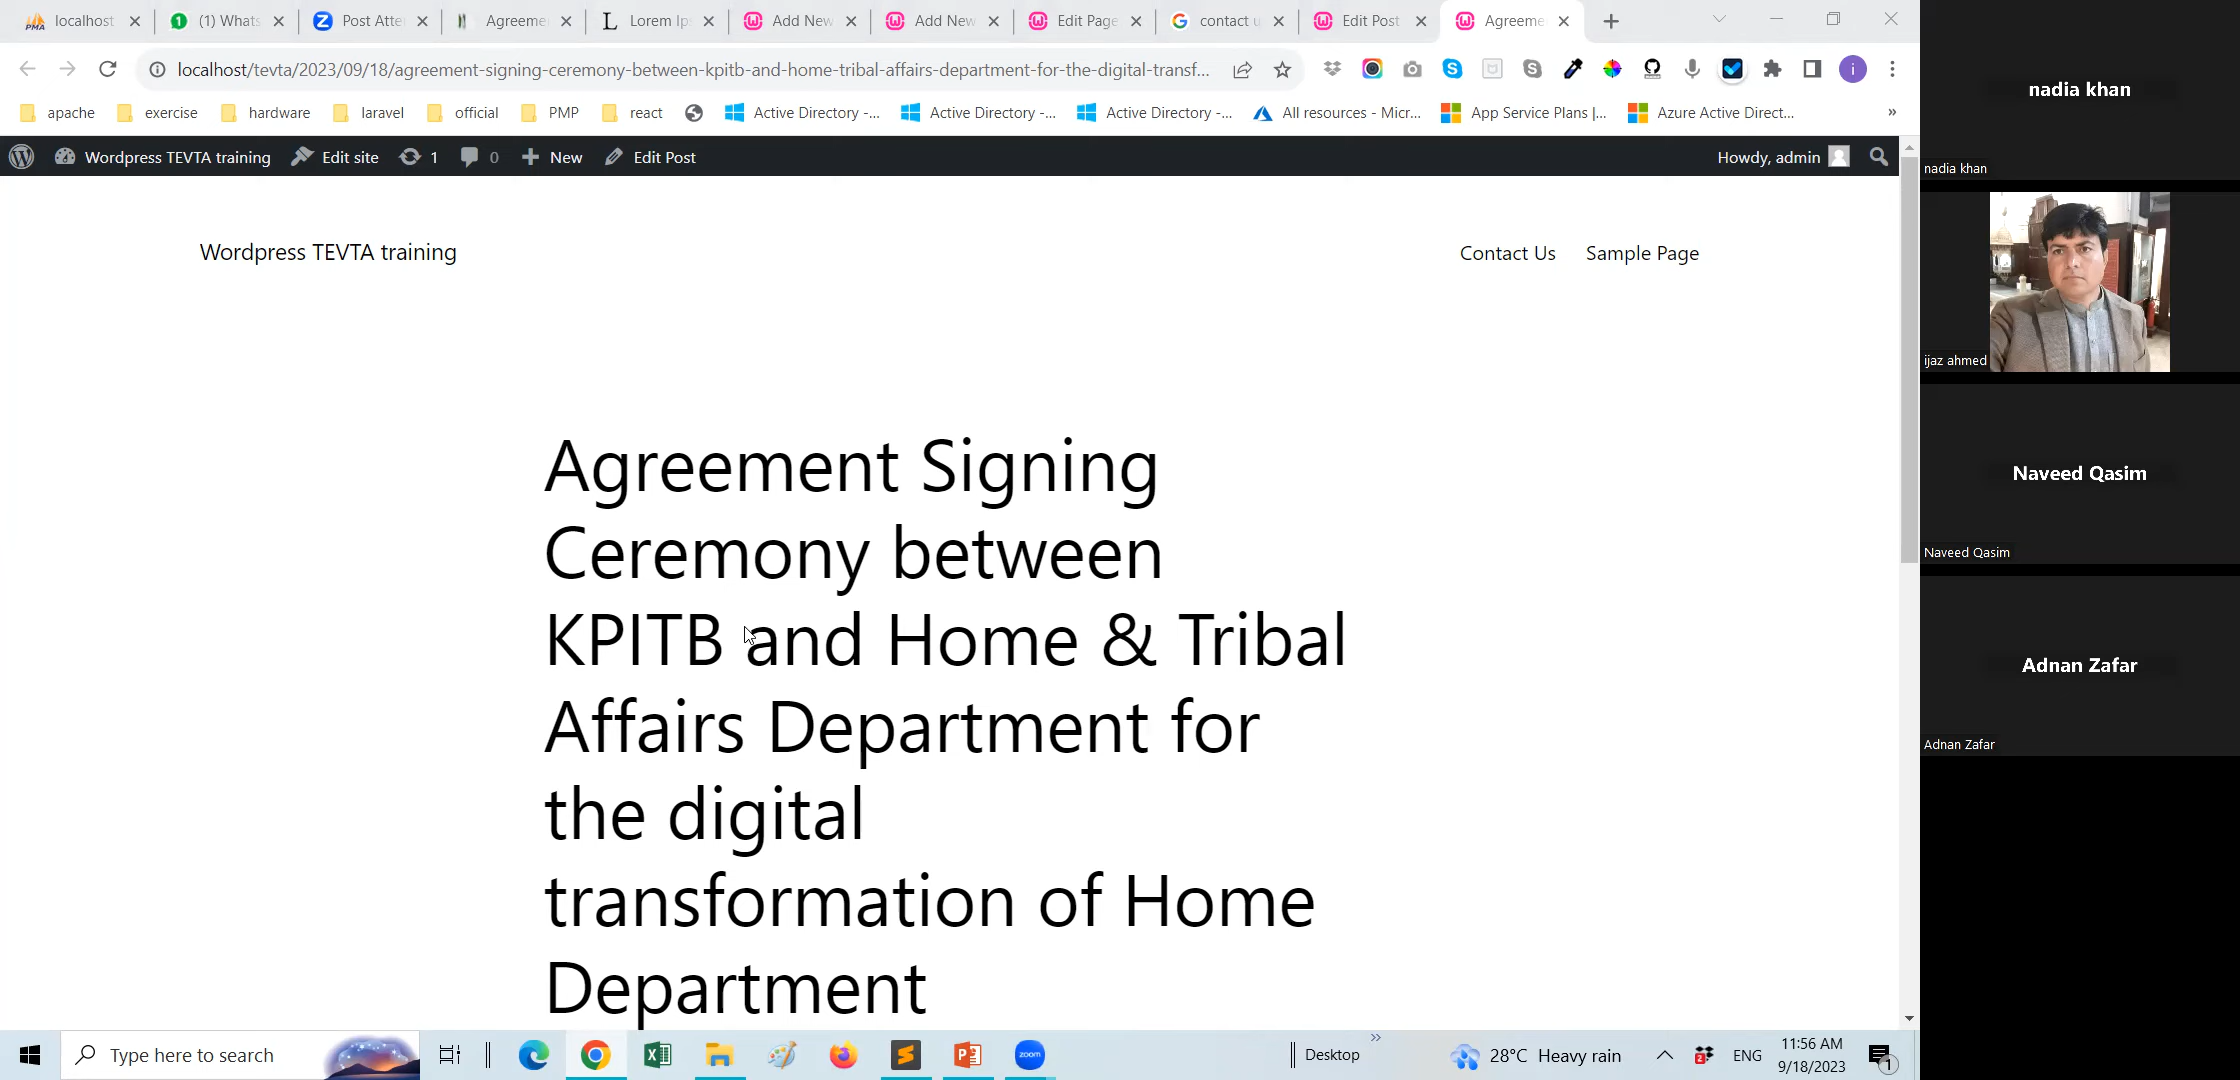 localhost
(1) Whats
Post Atte
Agreeme
Lorem Ip
Add New
Add New
Edit Page
contact u
Edit Post
Agreeme
localhost/tevta/2023/09/18/agreement-signing-ceremony-between-kpitb-and-home-tribal-affairs-department-for-the-digital-transf...
apache
exercise
hardware
laravel
official
PMP
react
Active Directory -...
Active Directory -...
Active Directory -...
All resources - Micr...
App Service Plans |...
Azure Active Direct...
»
Wordpress TEVTA training
Edit site
1
0
New
Edit Post
Howdy, admin
Wordpress TEVTA training
Contact Us
Sample Page
Agreement Signing
Ceremony between
KPITB and Home & Tribal
Affairs Department for
the digital
transformation of Home
Department
nadia khan
nadia khan
ijaz ahmed
Naveed Qasim
Naveed Qasim
Adnan Zafar
Adnan Zafar
Type here to search
zoom
Desktop
»
28°C Heavy rain
2
ENG
11:56 AM
9/18/2023
1